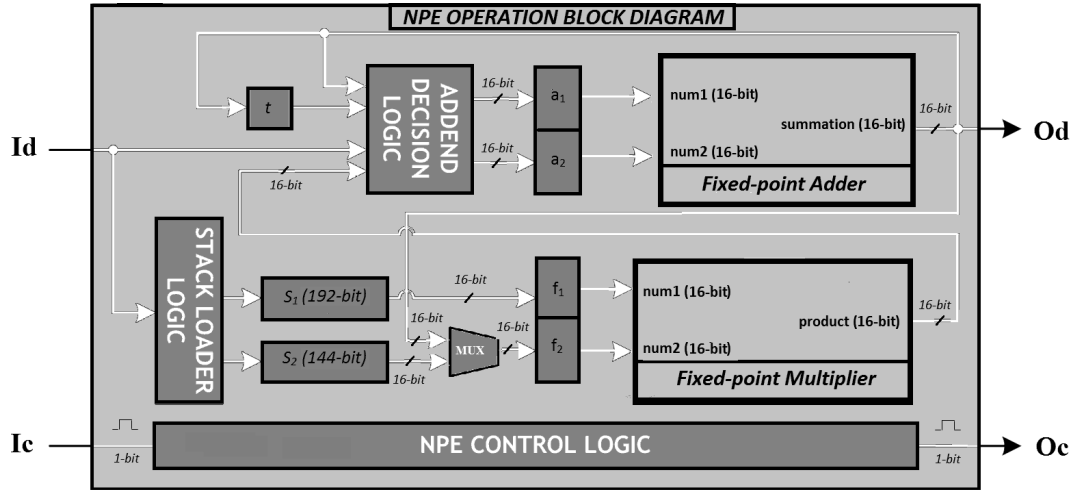 NPE OPERATION BLOCK DIAGRAM
t
ADDEND
DECISION
LOGIC
16-bit
16-bit
a1
a2
num1 (16-bit)
summation (16-bit)
num2 (16-bit)
Fixed-point Adder
16-bit
Id
Od
16-bit
STACK LOADER
LOGIC
S1 (192-bit)
S2 (144-bit)
16-bit
16-bit
16-bit
MUX
16-bit
f1
f2
num1 (16-bit)
product (16-bit)
num2 (16-bit)
Fixed-point Multiplier
16-bit
Ic
1-bit
NPE CONTROL LOGIC
1-bit
Oc